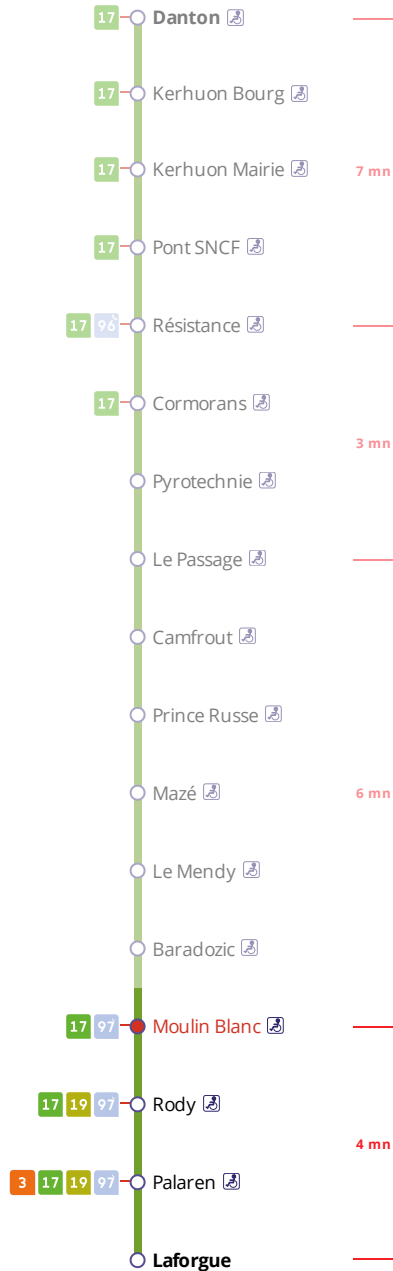 17 Danton
17 Kerhuon Bourg
17 Kerhuon Mairie 7 mn
17 Pont SNCF
17 96 Résistance
17 Cormorans
3 mn
Pyrotechnie
Le Passage
Camfrout
Prince Russe
Mazé 6 mn
Le Mendy
Baradozic
17 97 Moulin Blanc
17 19 97 Rody
4 mn
3 17 19 97 Palaren
Laforgue